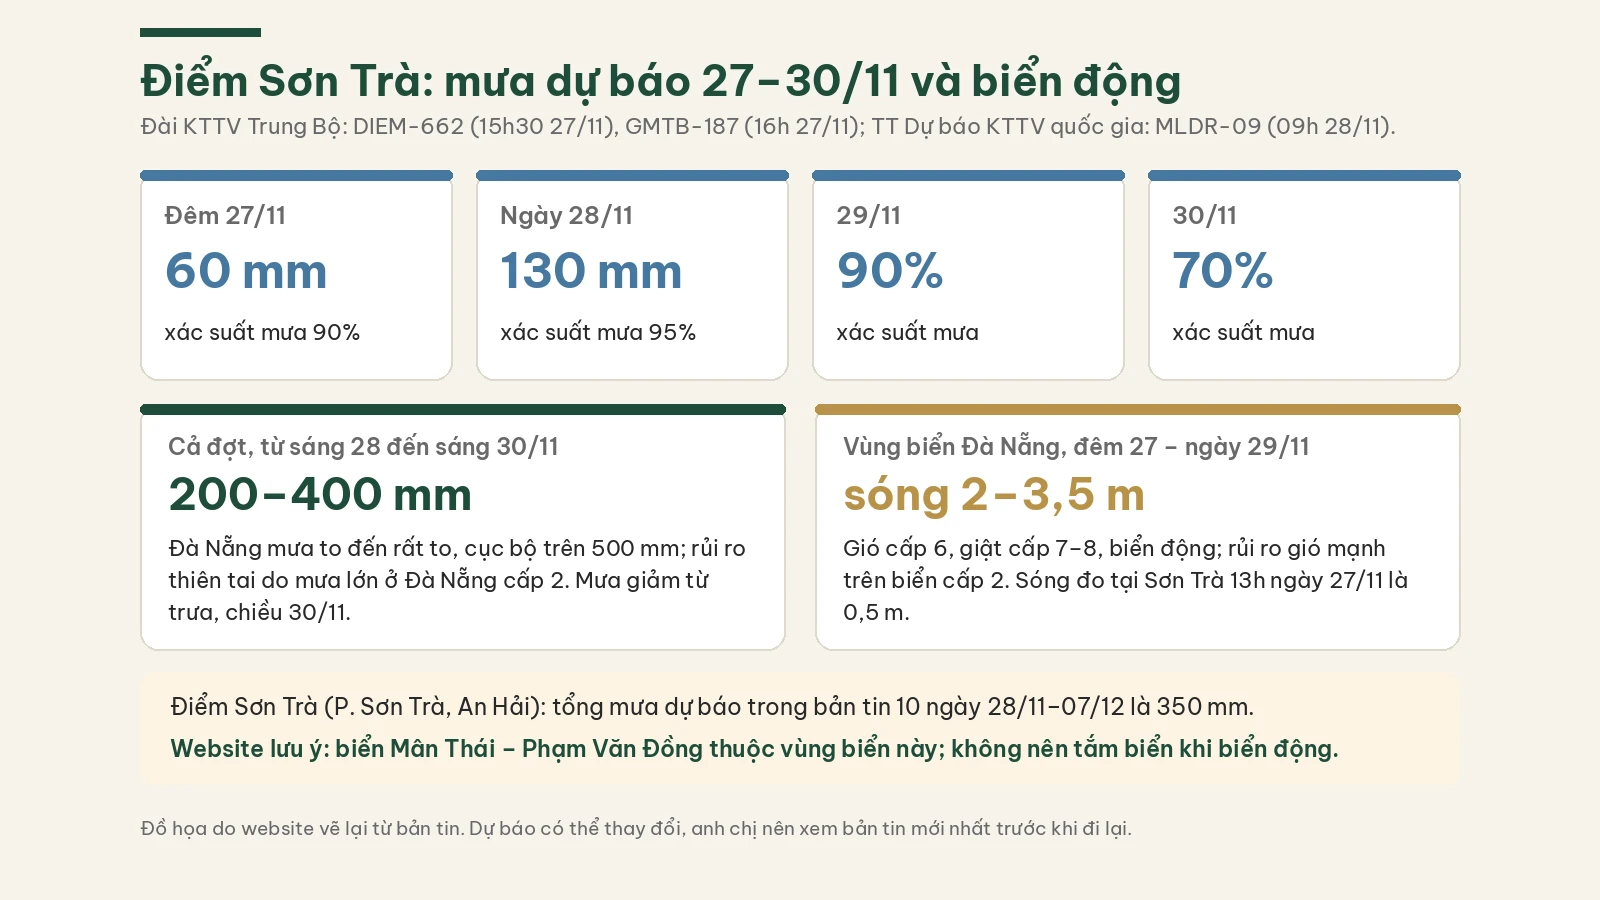 Điểm Sơn Trà: mưa dự báo 27–30/11 và biển động
Đài KTTV Trung Bộ: DIEM-662 (15h30 27/11), GMTB-187 (16h 27/11); TT Dự báo KTTV quốc gia: MLDR-09 (09h 28/11).
Đêm 27/11
60 mm
xác suất mưa 90%
Ngày 28/11
130 mm
xác suất mưa 95%
29/11
90%
xác suất mưa
30/11
70%
xác suất mưa
Cả đợt, từ sáng 28 đến sáng 30/11
200–400 mm
Đà Nẵng mưa to đến rất to, cục bộ trên 500 mm; rủi ro
thiên tai do mưa lớn ở Đà Nẵng cấp 2. Mưa giảm từ
trưa, chiều 30/11.
Vùng biển Đà Nẵng, đêm 27 – ngày 29/11
sóng 2–3,5 m
Gió cấp 6, giật cấp 7–8, biển động; rủi ro gió mạnh
trên biển cấp 2. Sóng đo tại Sơn Trà 13h ngày 27/11 là
0,5 m.
Điểm Sơn Trà (P. Sơn Trà, An Hải): tổng mưa dự báo trong bản tin 10 ngày 28/11–07/12 là 350 mm.
Website lưu ý: biển Mân Thái – Phạm Văn Đồng thuộc vùng biển này; không nên tắm biển khi biển động.
Đồ họa do website vẽ lại từ bản tin. Dự báo có thể thay đổi, anh chị nên xem bản tin mới nhất trước khi đi lại.